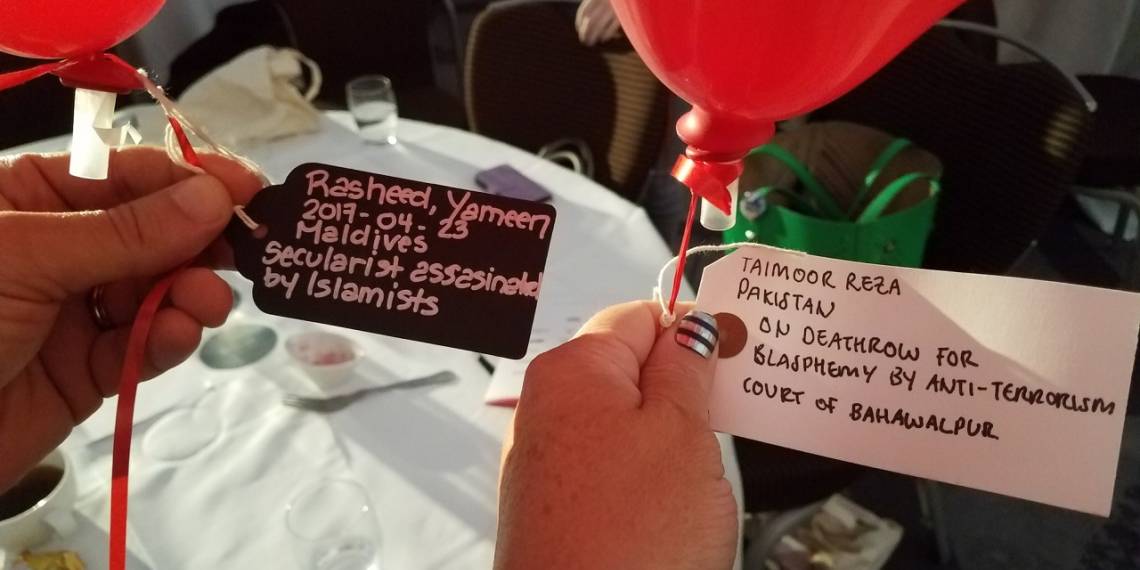 Rasheed, Yameen
2017-04-23
Maldives
Secularist assasinated
by Islamists
TAIMOOR REZA
PAKISTAN
ON DEATHROW FOR
BLASPHEMY BY ANTI-TERRORISM
COURT OF BAHAWALPUR